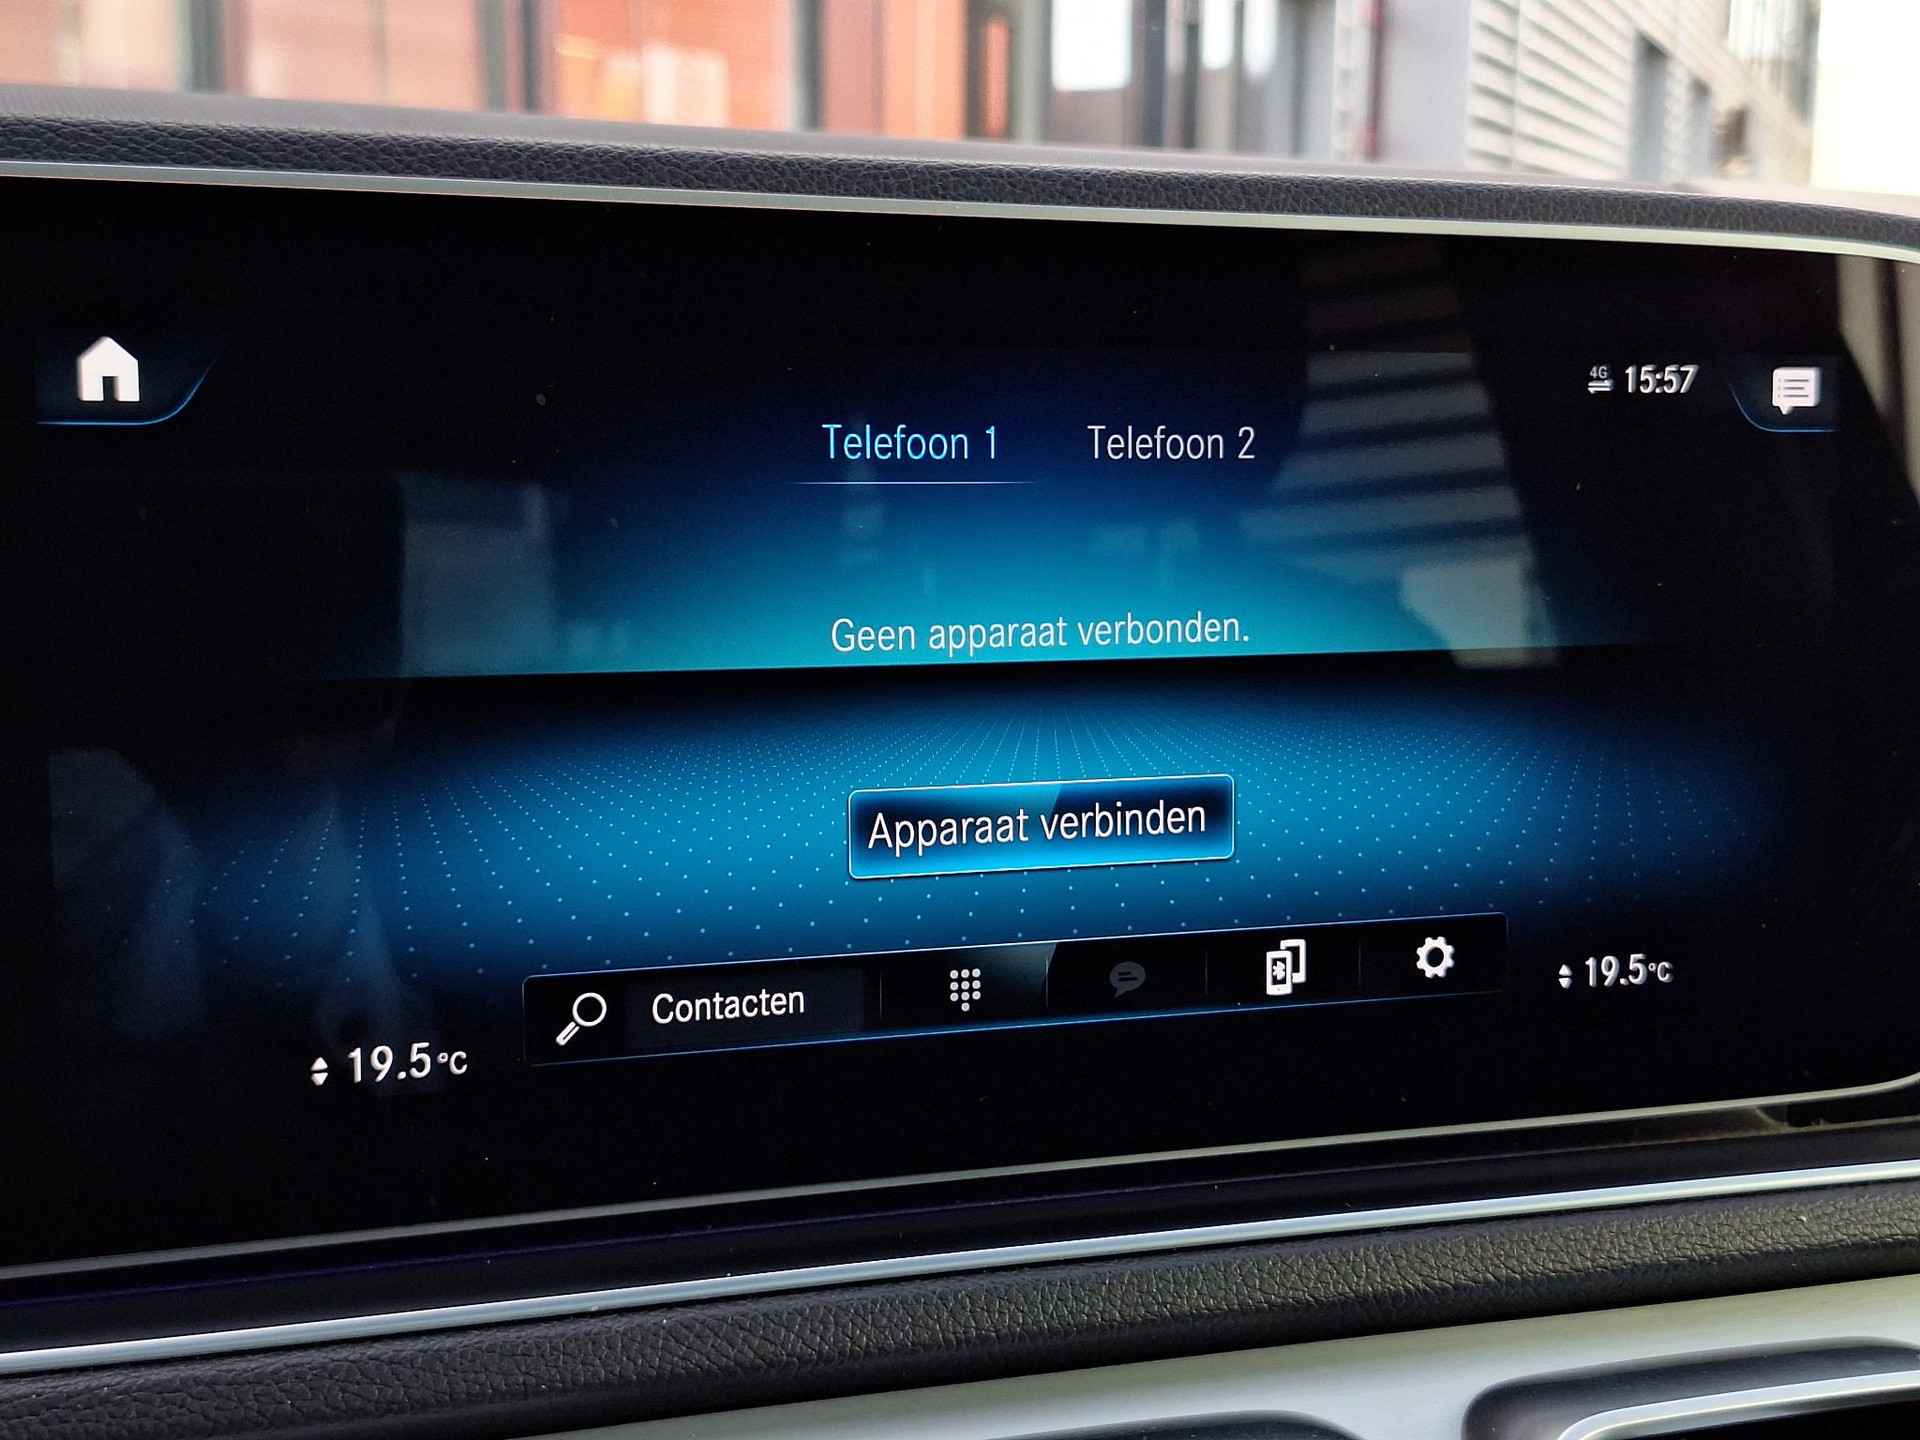 4G 15:57
Telefoon 1 Telefoon 2
Geen apparaat verbonden.
Apparaat verbinden
Contacten
19.5°C
19.5°C